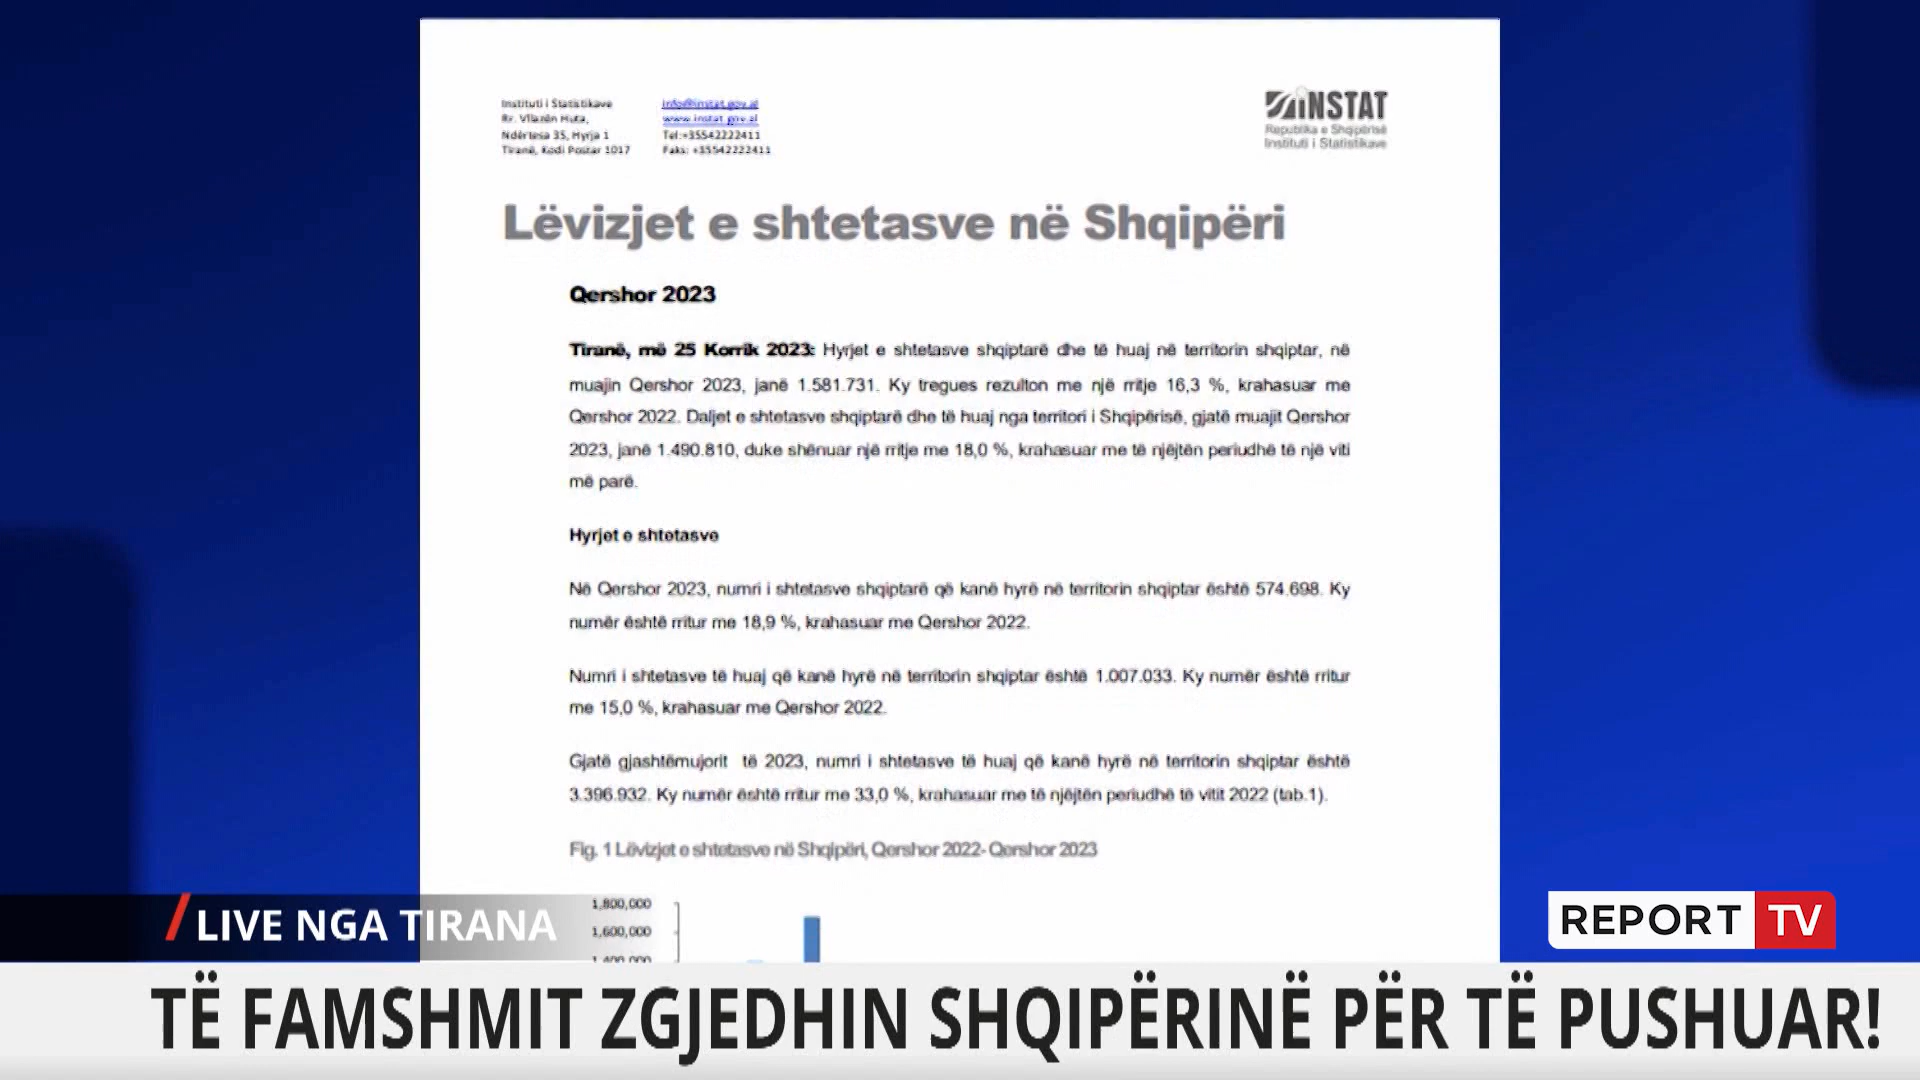 Instituti i Statistikave
Rr. Vllazën Huta,
Ndërtesa 35, Hyrja 1
Tiranë, Kodi Postar 1017
info@instat.gov.al
www.instat.gov.al
Tel:+35542222411
Faks: +35542222411
INSTAT
Republika e Shqipërisë
Instituti i Statistikave
Lëvizjet e shtetasve në Shqipëri
Qershor 2023
Tiranë, më 25 Korrik 2023: Hyrjet e shtetasve shqiptarë dhe të huaj në territorin shqiptar, në
muajin Qershor 2023, janë 1.581.731. Ky tregues rezulton me një rritje 16,3 %, krahasuar me
Qershor 2022. Daljet e shtetasve shqiptarë dhe të huaj nga territori i Shqipërisë, gjatë muajit Qershor
2023, janë 1.490.810, duke shënuar një rritje me 18,0 %, krahasuar me të njëjtën periudhë të një viti
më parë.
Hyrjet e shtetasve
Në Qershor 2023, numri i shtetasve shqiptarë që kanë hyrë në territorin shqiptar është 574.698. Ky
numër është rritur me 18,9 %, krahasuar me Qershor 2022.
Numri i shtetasve të huaj që kanë hyrë në territorin shqiptar është 1.007.033. Ky numër është rritur
me 15,0 %, krahasuar me Qershor 2022.
Gjatë gjashtëmujorit të 2023, numri i shtetasve të huaj që kanë hyrë në territorin shqiptar është
3.396.932. Ky numër është rritur me 33,0 %, krahasuar me të njëjtën periudhë të vitit 2022 (tab.1).
Fig. 1 Lëvizjet e shtetasve në Shqipëri, Qershor 2022- Qershor 2023
1,800,000
1,600,000
1,400,000
LIVE NGA TIRANA
REPORT TV
TË FAMSHMIT ZGJEDHIN SHQIPËRINË PËR TË PUSHUAR!